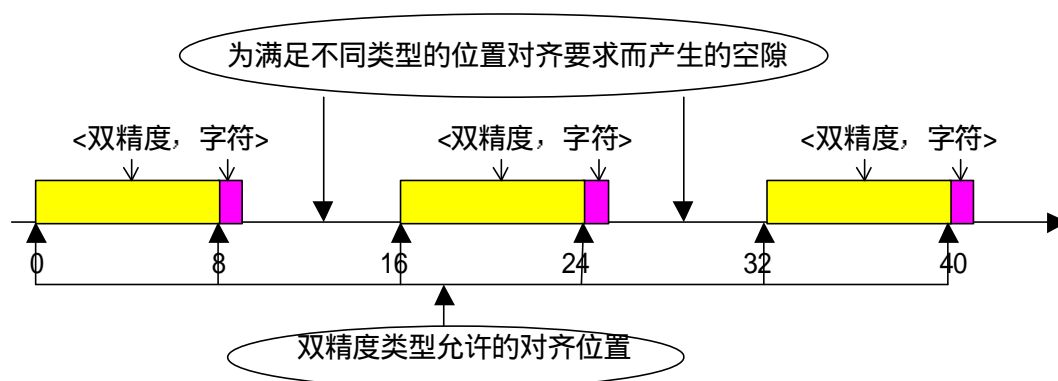 为满足不同类型的位置对齐要求而产生的空隙
<双精度，字符> <双精度，字符> <双精度，字符>
0 8 16 24 32 40
双精度类型允许的对齐位置